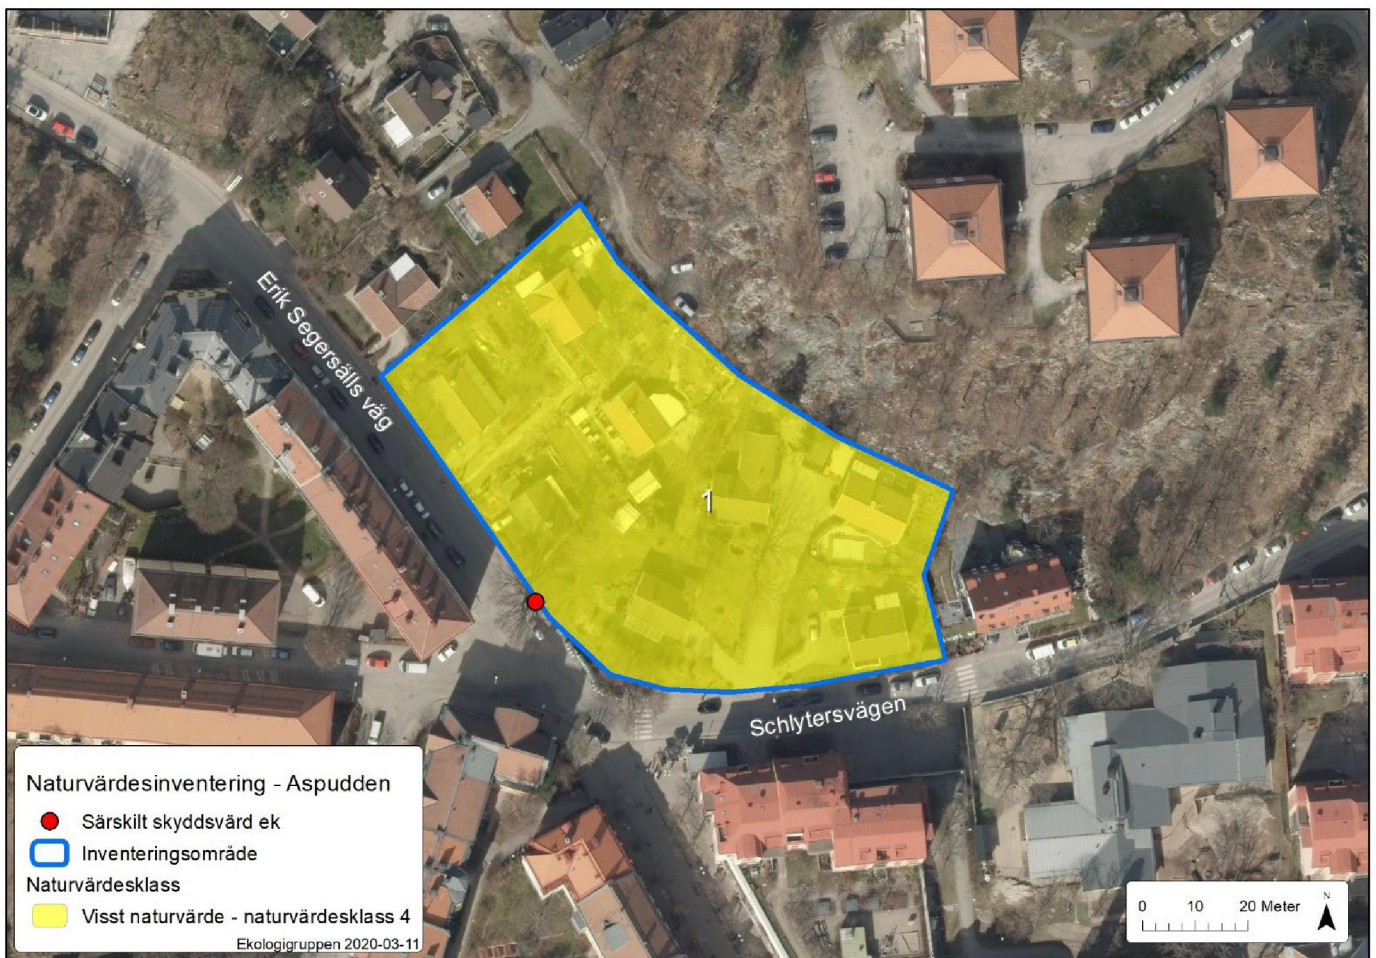 Erik Segersälls väg
1
Schlytersvägen
Naturvärdesinventering - Aspudden
Särskilt skyddsvärd ek
Inventeringsområde
Naturvärdesklass
Visst naturvärde - naturvärdesklass 4
Ekologigruppen 2020-03-11
0 10 20 Meter
N